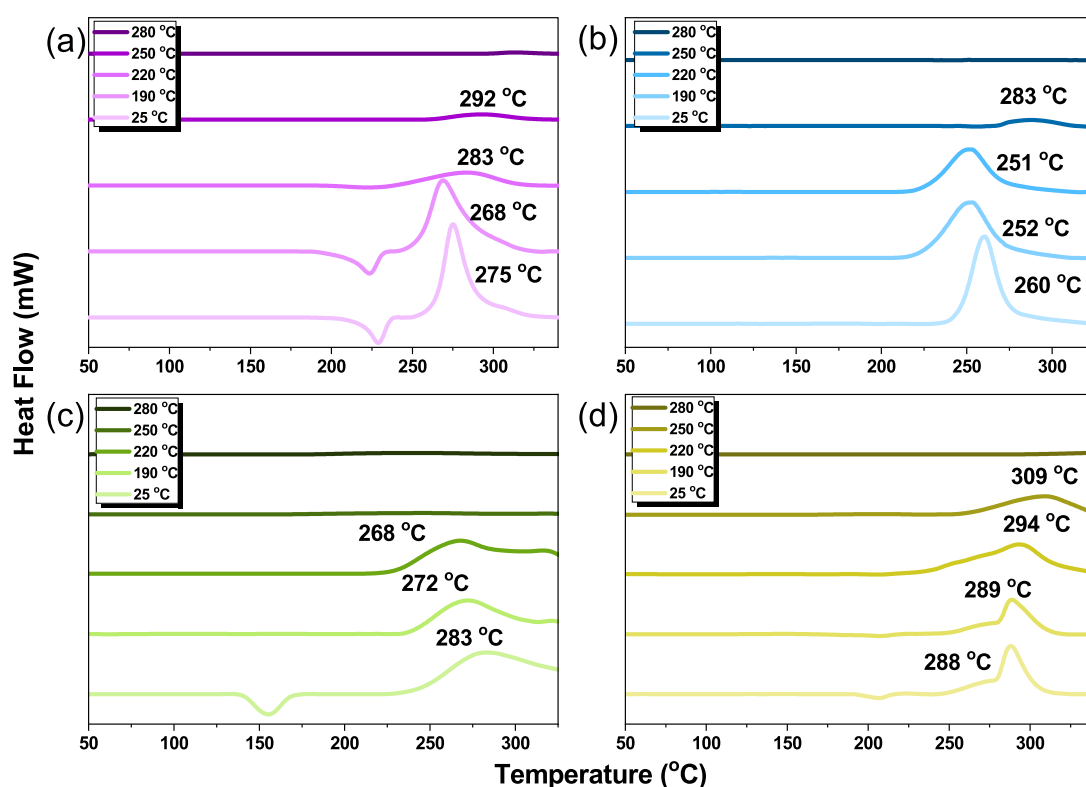 (a)
280 °C
250 °C
220 °C
190 °C
25 °C
292 °C
283 °C
268 °C
275 °C
50 100 150 200 250 300
(b)
280 °C
250 °C
220 °C
190 °C
25 °C
283 °C
251 °C
252 °C
260 °C
50 100 150 200 250 300
Heat Flow (mW)
(c)
280 °C
250 °C
220 °C
190 °C
25 °C
268 °C
272 °C
283 °C
50 100 150 200 250 300
(d)
280 °C
250 °C
220 °C
190 °C
25 °C
309 °C
294 °C
289 °C
288 °C
50 100 150 200 250 300
Temperature (°C)